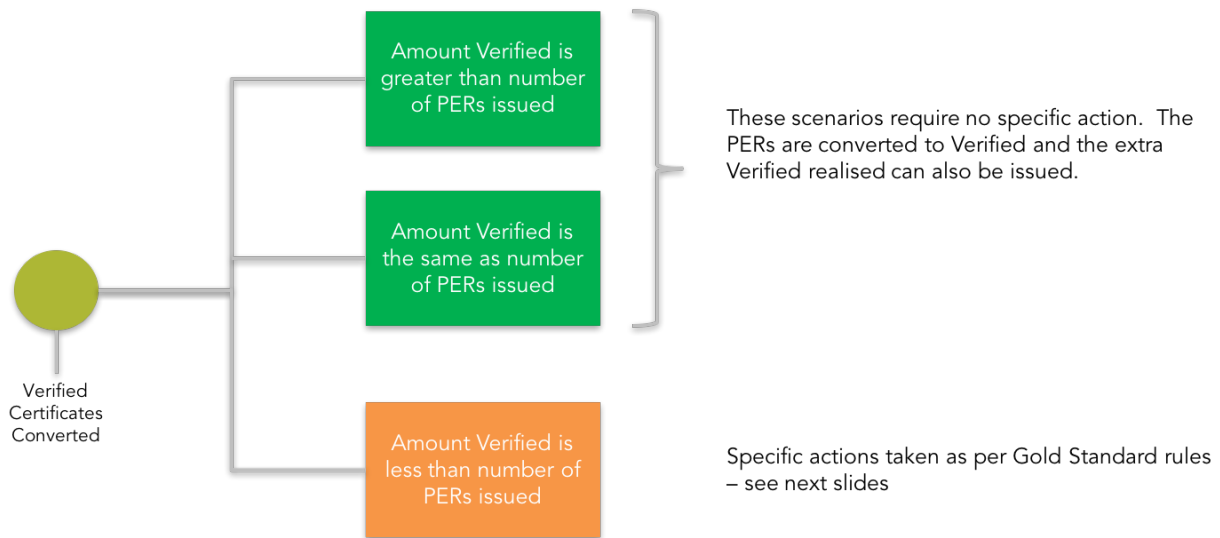 Amount Verified is
greater than number
of PERs issued
These scenarios require no specific action.  The
PERs are converted to Verified and the extra
Verified realised can also be issued.
Amount Verified is
the same as number
of PERs issued
Verified
Certificates
Converted
Amount Verified is
less than number of
PERs issued
Specific actions taken as per Gold Standard rules
– see next slides